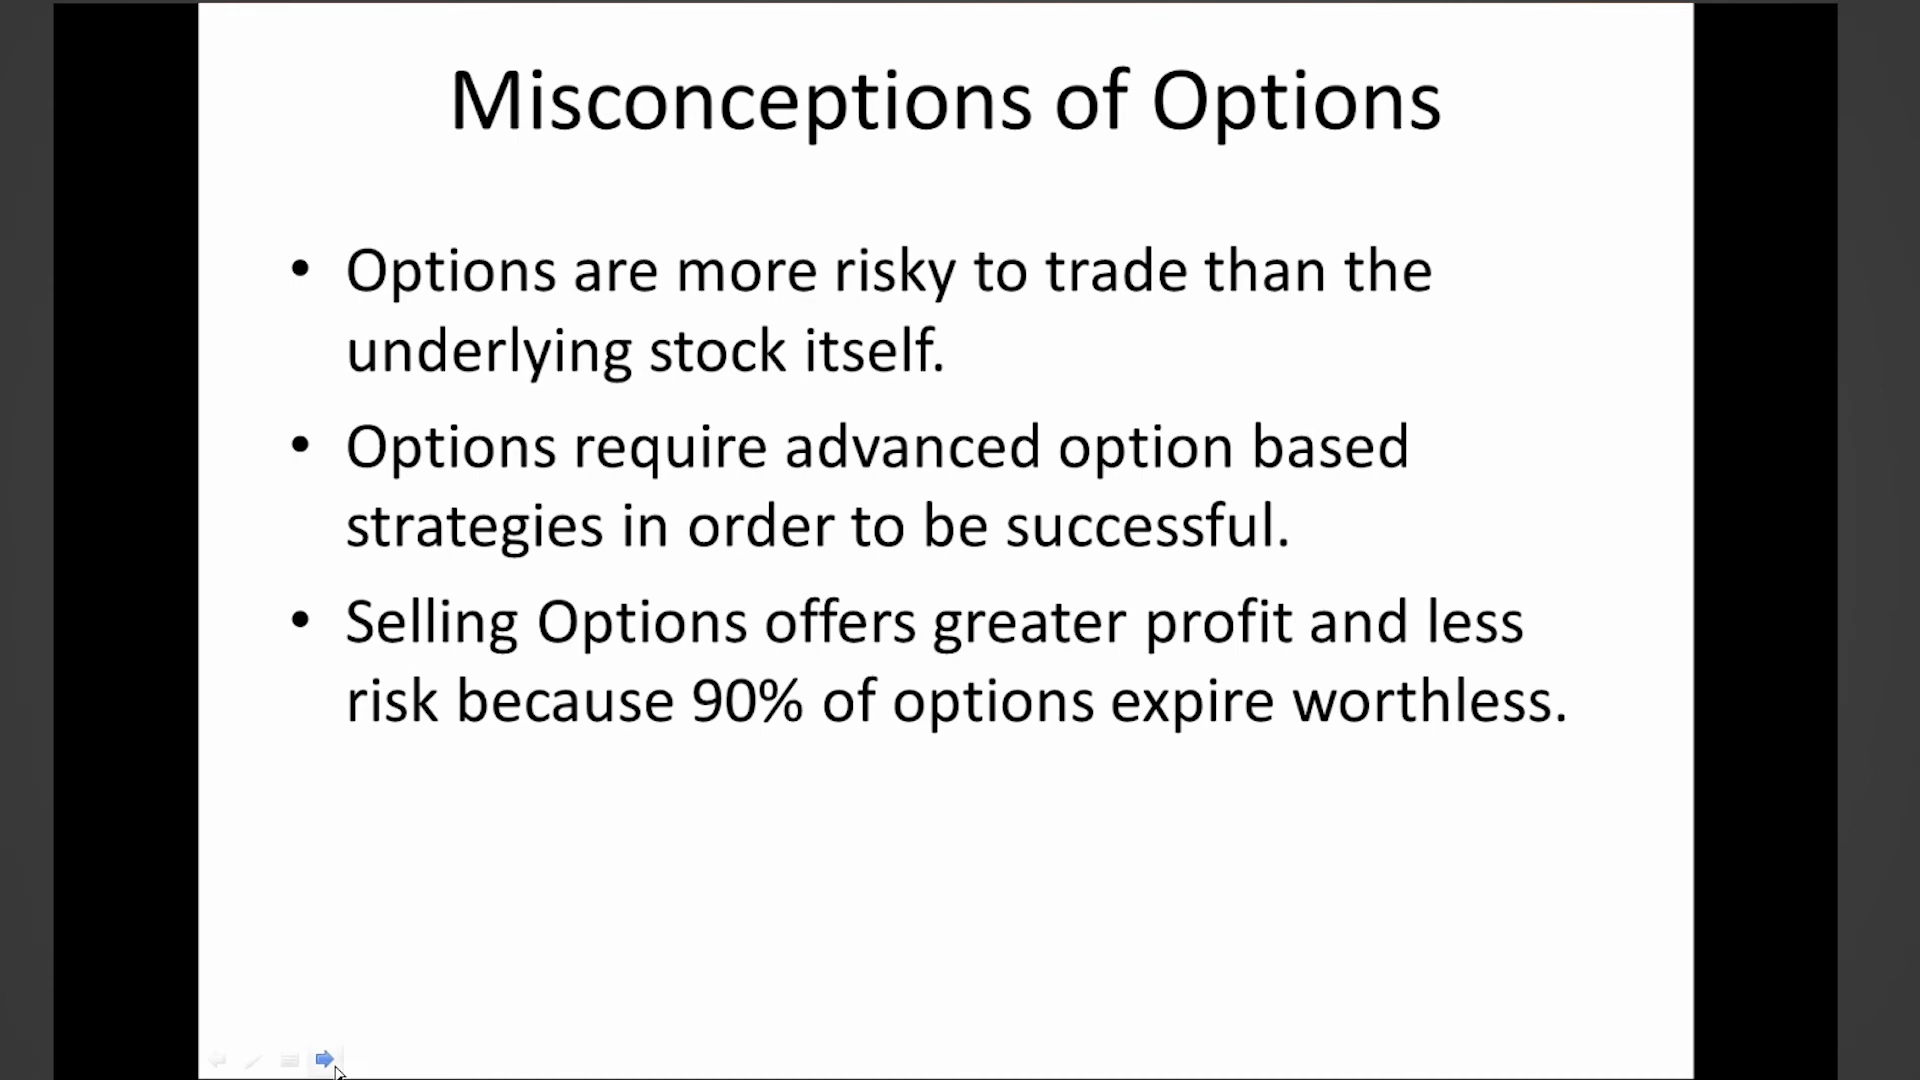 Misconceptions of Options
• Options are more risky to trade than the
underlying stock itself.
• Options require advanced option based
strategies in order to be successful.
• Selling Options offers greater profit and less
risk because 90% of options expire worthless.